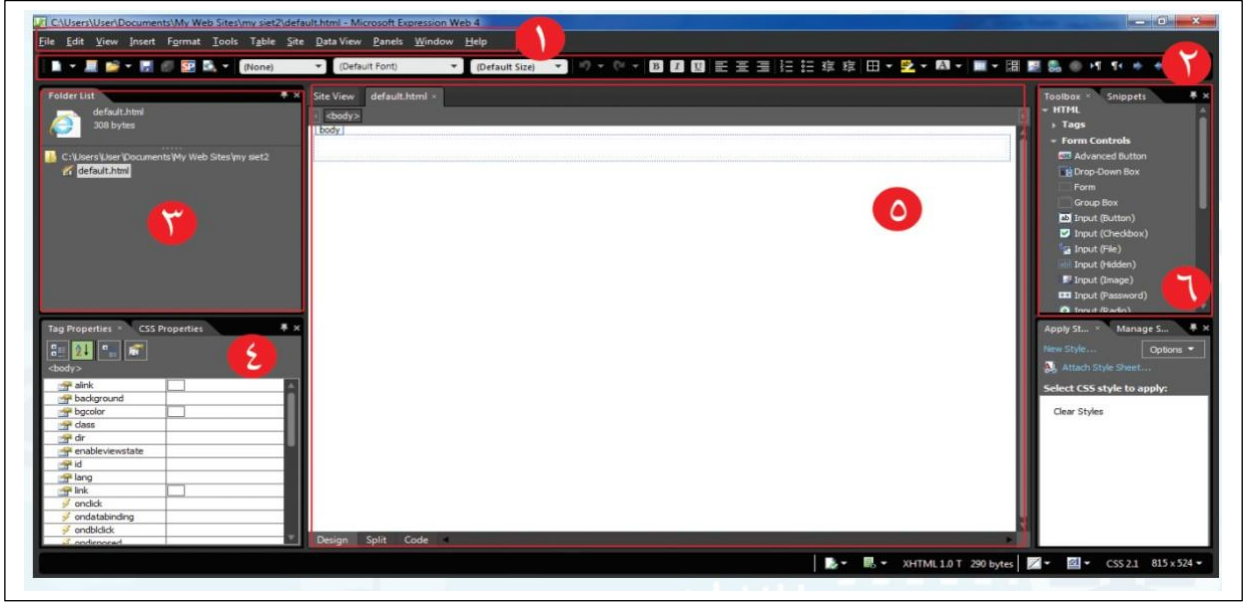 C:\Users\User\Documents\My Web Sites\my siet2\default.html - Microsoft Expression Web 4
File Edit View Insert Format Tools Table Site Data View Panels Window Help
١
(None) (Default Font) (Default Size) B I U A
٢
Folder List
default.html
308 bytes
C:\Users\User\Documents\My Web Sites\my siet2
default.html
٣
Tag Properties CSS Properties
٤
<body>
alink
background
bgcolor
class
dir
enableviewstate
id
lang
link
onclick
ondatabinding
ondblclick
ondisposed
Site View default.html
<body>
body
٥
Design Split Code
Toolbox Snippets
HTML
Tags
Form Controls
Advanced Button
Drop-Down Box
Form
Group Box
Input (Button)
Input (Checkbox)
Input (File)
Input (Hidden)
Input (Image)
Input (Password)
Input (Radio)
٦
Apply St... Manage S...
New Style... Options
Attach Style Sheet...
Select CSS style to apply:
Clear Styles
XHTML 1.0 T 290 bytes CSS 2.1 815 x 524